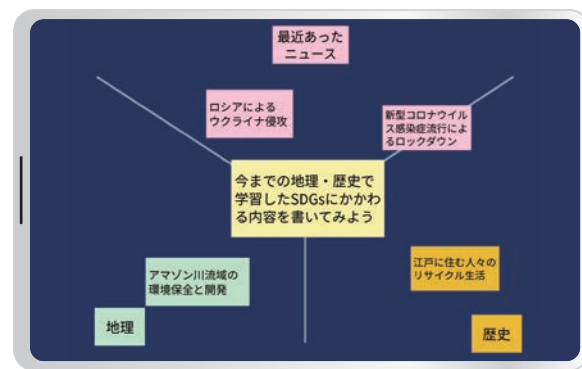 最近あった
ニュース
ロシアによる
ウクライナ侵攻
新型コロナウイル
ス感染症流行によ
るロックダウン
今までの地理・歴史で
学習したSDGsにかかわ
る内容を書いてみよう
アマゾン川流域の
環境保全と開発
地理
江戸に住む人々の
リサイクル生活
歴史